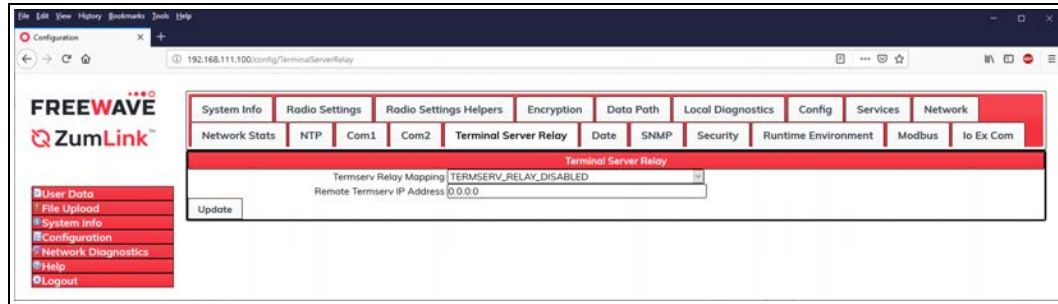 File Edit View History Bookmarks Tools Help
Configuration
192.168.111.100/config/TerminalServerRelay
FREEWAVE
ZumLink™
System Info Radio Settings Radio Settings Helpers Encryption Data Path Local Diagnostics Config Services Network
Network Stats NTP Com1 Com2 Terminal Server Relay Date SNMP Security Runtime Environment Modbus Io Ex Com
Terminal Server Relay
Termserv Relay Mapping TERMSERV_RELAY_DISABLED
Remote Termserv IP Address 0.0.0.0
Update
User Data
File Upload
System Info
Configuration
Network Diagnostics
Help
Logout